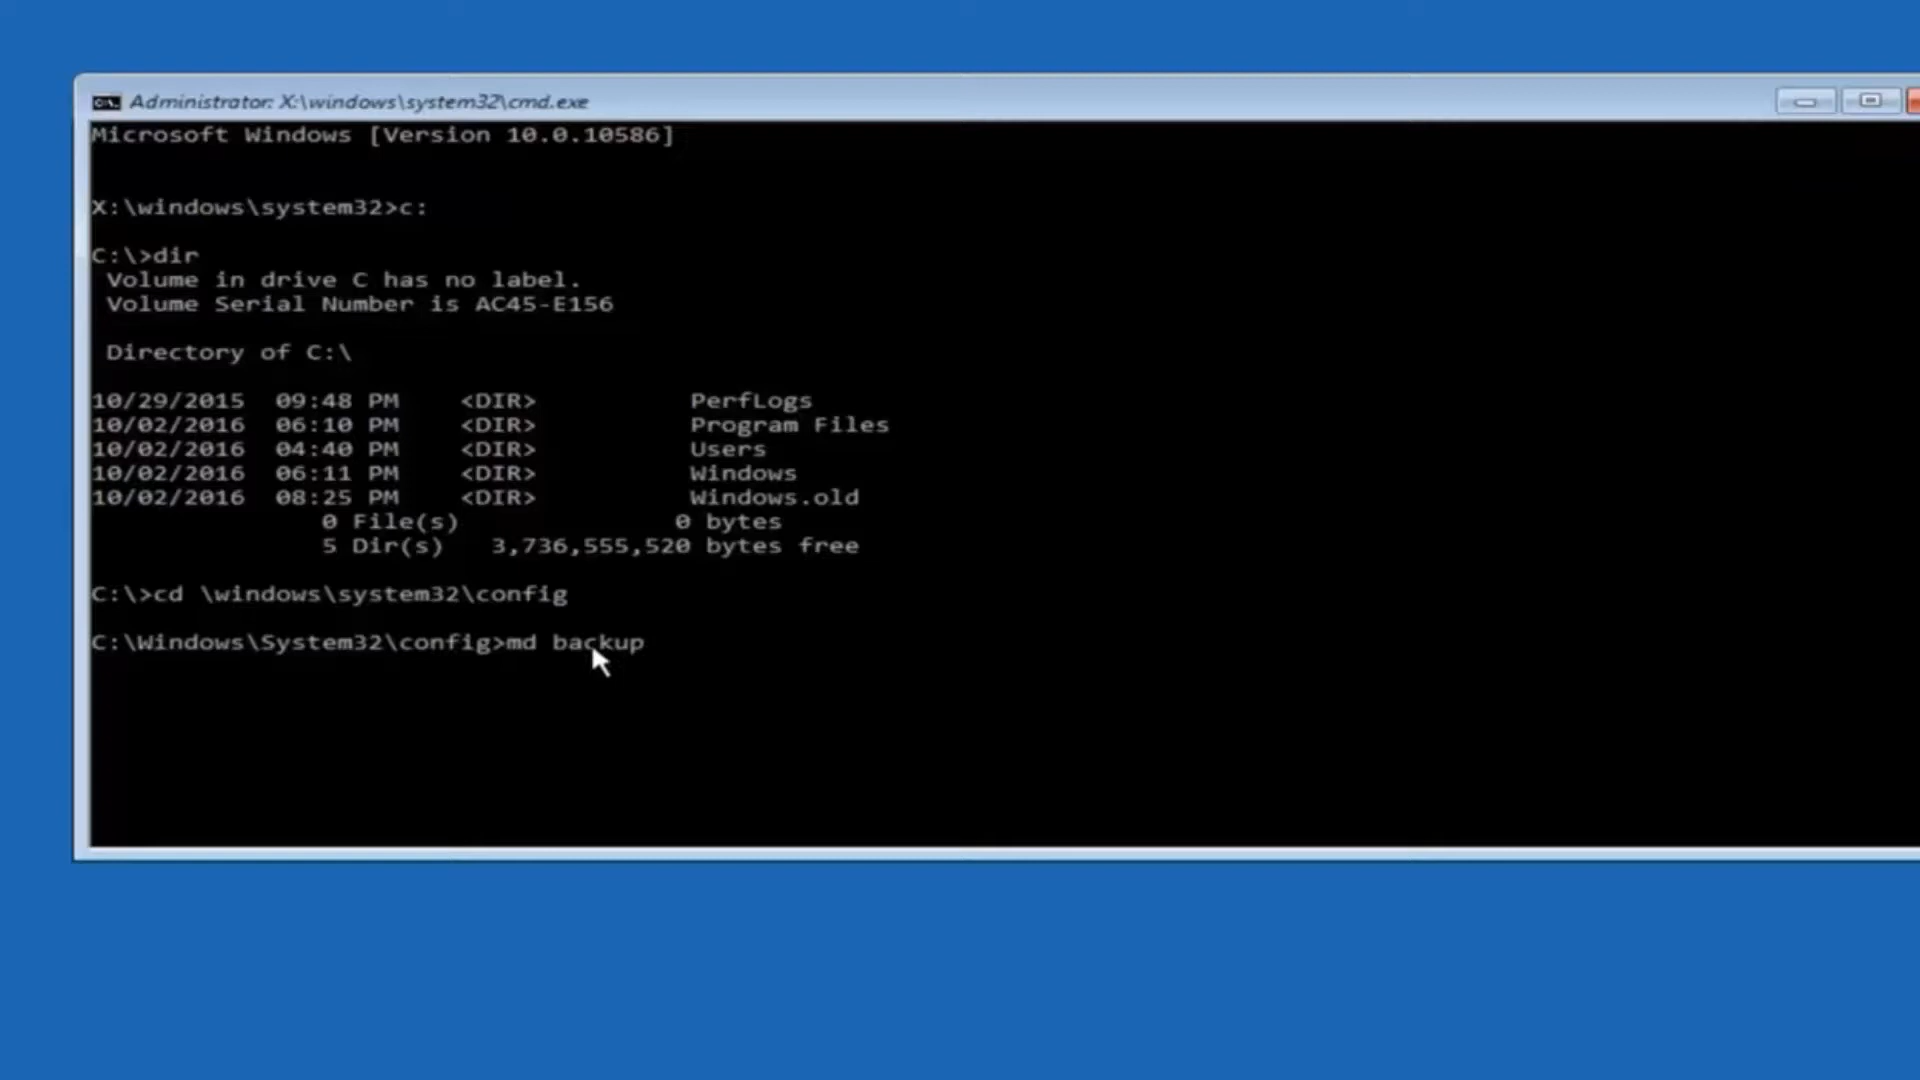 Administrator: X:\windows\system32\cmd.exe
Microsoft Windows [Version 10.0.10586]
X:\windows\system32>c:
C:\>dir
Volume in drive C has no label.
Volume Serial Number is AC45-E156
Directory of C:\
10/29/2015 09:48 PM <DIR> PerfLogs
10/02/2016 06:10 PM <DIR> Program Files
10/02/2016 04:40 PM <DIR> Users
10/02/2016 06:11 PM <DIR> Windows
10/02/2016 08:25 PM <DIR> Windows.old
0 File(s) 0 bytes
5 Dir(s) 3,736,555,520 bytes free
C:\>cd \windows\system32\config
C:\Windows\System32\config>md backup